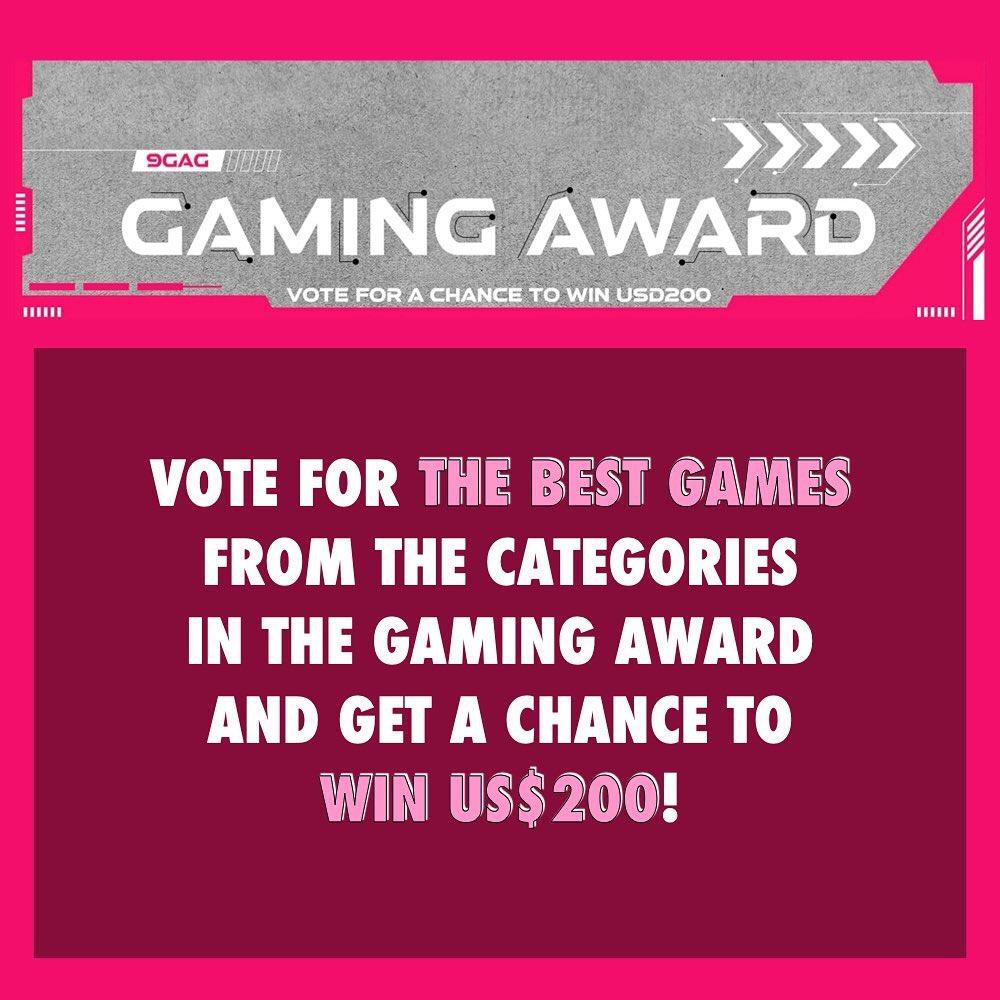 9GAG
GAMING AWARD
VOTE FOR A CHANCE TO WIN USD200
VOTE FOR THE BEST GAMES
FROM THE CATEGORIES
IN THE GAMING AWARD
AND GET A CHANCE TO
WIN US$200!